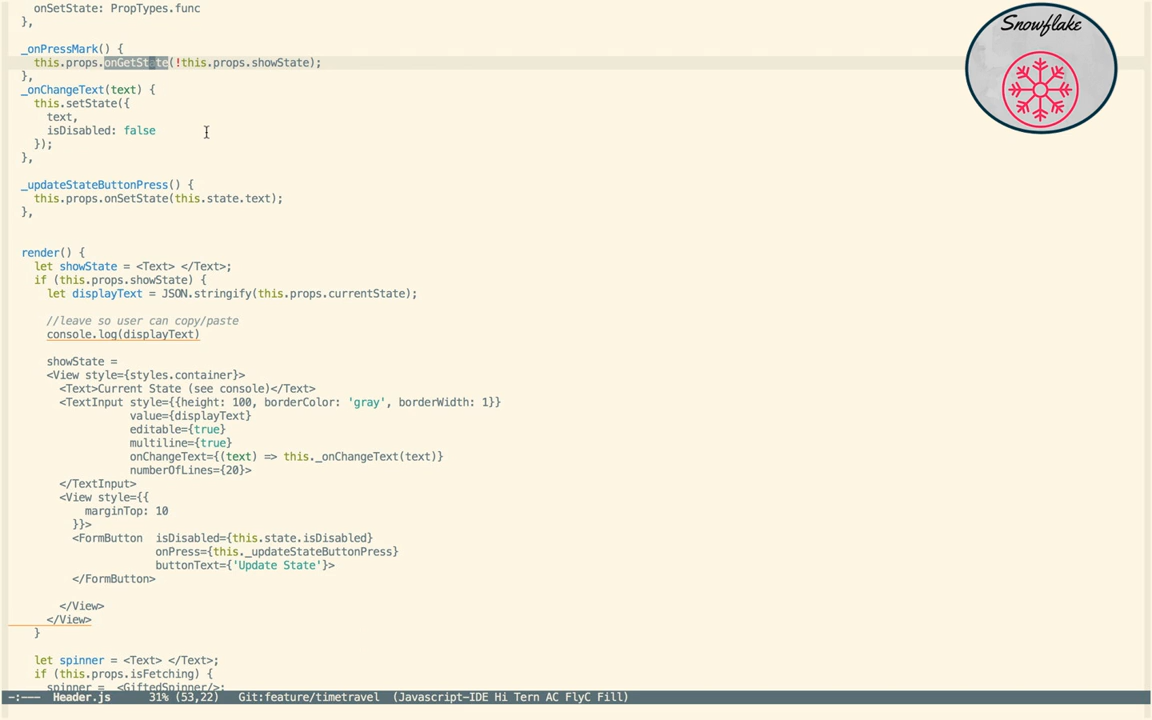 onSetState: PropTypes.func
},
_onPressMark() {
this.props.onGetState(!this.props.showState);
},
_onChangeText(text) {
this.setState({
text,
isDisabled: false
});
},
_updateStateButtonPress() {
this.props.onSetState(this.state.text);
},
render() {
let showState = <Text> </Text>;
if (this.props.showState) {
let displayText = JSON.stringify(this.props.currentState);
//leave so user can copy/paste
console.log(displayText)
showState =
<View style={styles.container}>
<Text>Current State (see console)</Text>
<TextInput style={{height: 100, borderColor: 'gray', borderWidth: 1}}
value={displayText}
editable={true}
multiline={true}
onChangeText={(text) => this._onChangeText(text)}
numberOfLines={20}>
</TextInput>
<View style={{
marginTop: 10
}}>
<FormButton  isDisabled={this.state.isDisabled}
onPress={this._updateStateButtonPress}
buttonText={'Update State'}>
</FormButton>
</View>
</View>
}
let spinner = <Text> </Text>;
if (this.props.isFetching) {
spinner =  <GiftedSpinner/>;
-:---  Header.js      31% (53,22)   Git:feature/timetravel  (Javascript-IDE Hi Tern AC FlyC Fill)
Snowflake